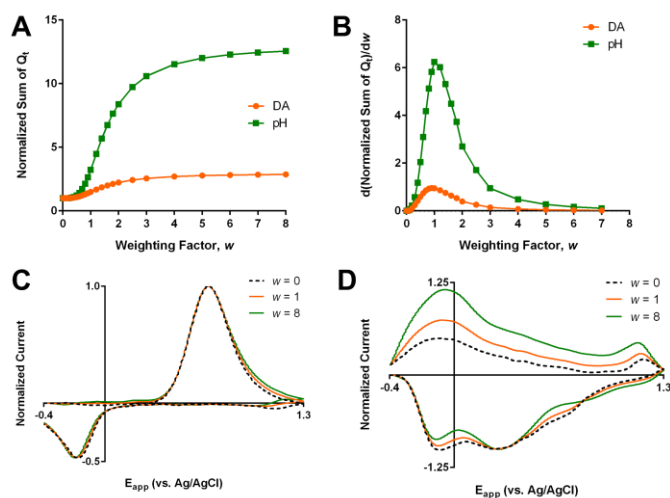 A
Normalized Sum of Qt
15
10
5
0
0 1 2 3 4 5 6 7 8
Weighting Factor, w
DA
pH
B
d(Normalized Sum of Qt)/dw
8
6
4
2
0
0 1 2 3 4 5 6 7 8
Weighting Factor, w
DA
pH
C
Normalized Current
1.0
-0.4
1.3
-0.5
Eapp (vs. Ag/AgCl)
w = 0
w = 1
w = 8
D
Normalized Current
1.25
-0.4
1.3
-1.25
Eapp (vs. Ag/AgCl)
w = 0
w = 1
w = 8